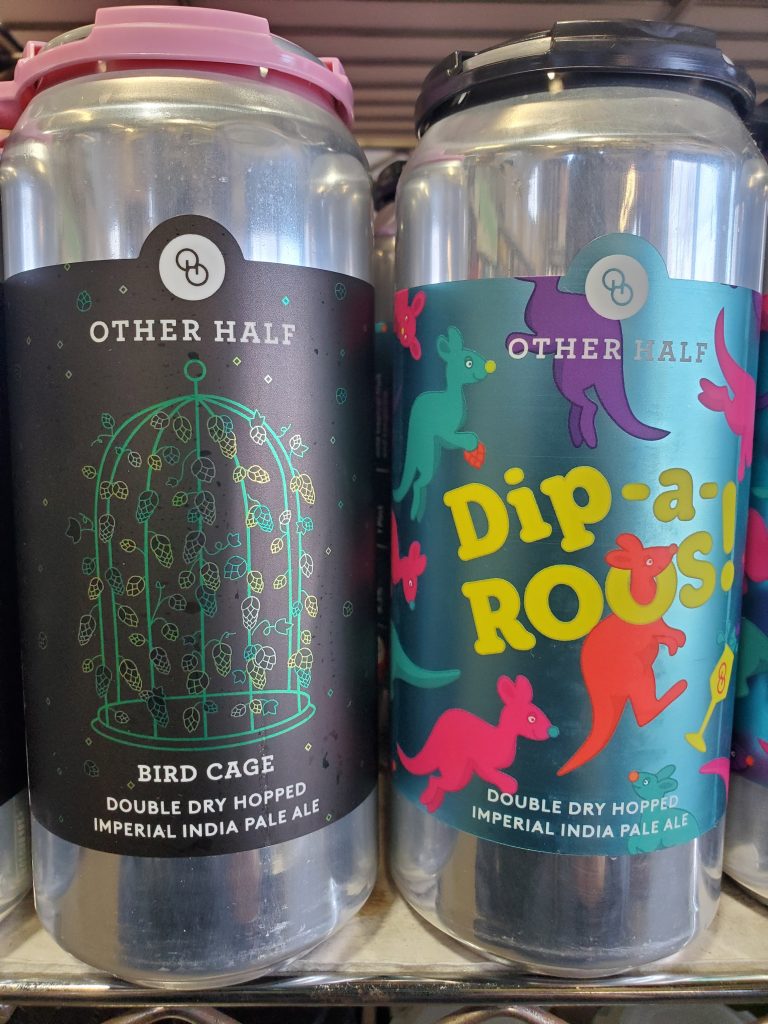 OTHER HALF
BIRD CAGE
DOUBLE DRY HOPPED
IMPERIAL INDIA PALE ALE
OTHER HALF
Dip-a-
ROOS!
DOUBLE DRY HOPPED
IMPERIAL INDIA PALE ALE